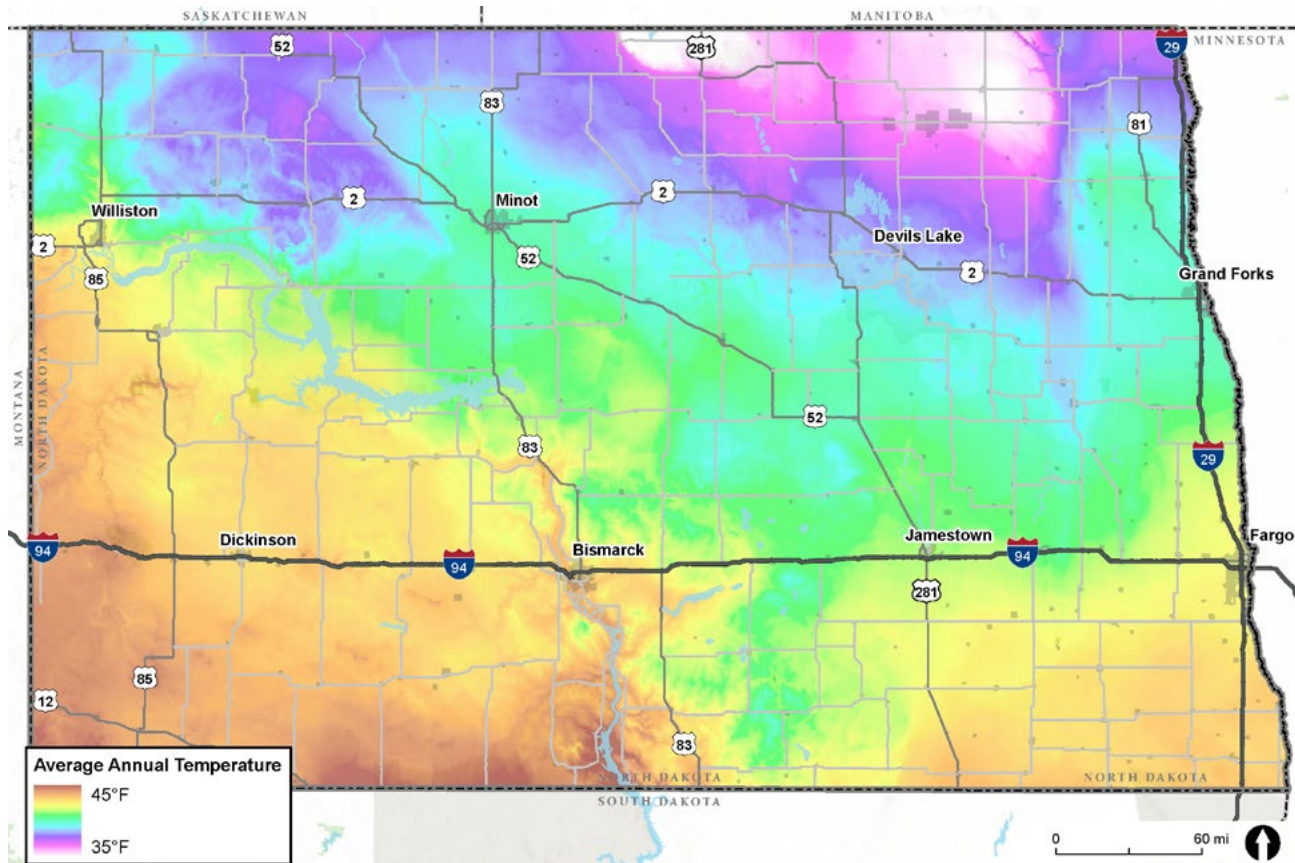 SASKATCHEWAN
MANITOBA
MINNESOTA
52
281
29
83
81
2
2
Minot
Williston
Devils Lake
2
52
2
Grand Forks
85
MONTANA
NORTH DAKOTA
52
83
29
Dickinson
Bismarck
Jamestown
Fargo
94
94
94
281
85
12
83
NORTH DAKOTA
NORTH DAKOTA
SOUTH DAKOTA
Average Annual Temperature
45°F
35°F
0 60 mi